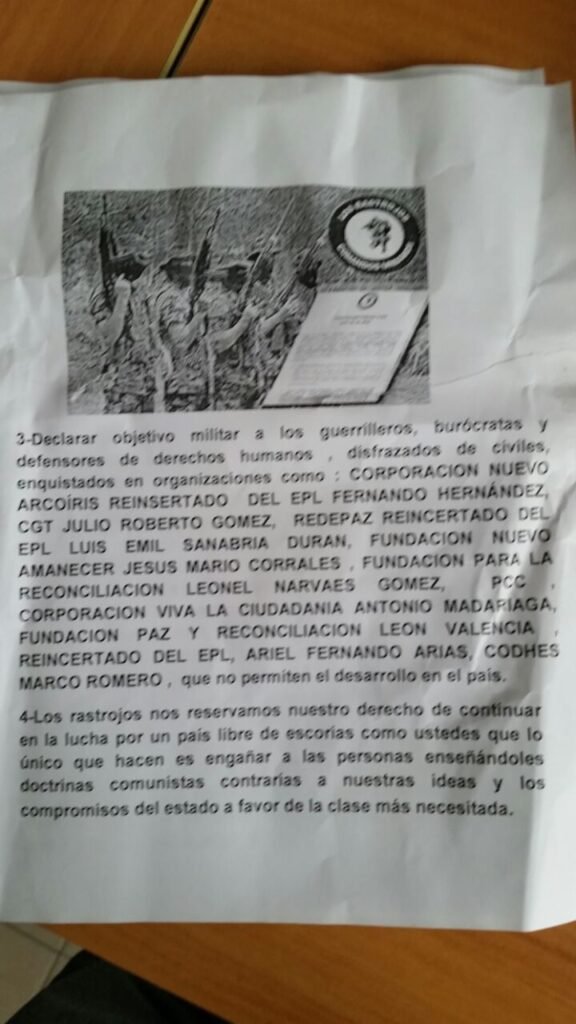 LOS RASTROJOS
3-Declarar objetivo militar a los guerrilleros, burócratas y
defensores de derechos humanos , disfrazados de civiles,
enquistados en organizaciones como : CORPORACION NUEVO
ARCOÍRIS REINSERTADO DEL EPL FERNANDO HERNÁNDEZ,
CGT JULIO ROBERTO GOMEZ, REDEPAZ REINCERTADO DEL
EPL LUIS EMIL SANABRIA DURAN, FUNDACION NUEVO
AMANECER JESUS MARIO CORRALES , FUNDACION PARA LA
RECONCILIACION LEONEL NARVAES GOMEZ, PCC ,
CORPORACION VIVA LA CIUDADANIA ANTONIO MADARIAGA,
FUNDACION PAZ Y RECONCILIACION LEON VALENCIA ,
REINCERTADO DEL EPL, ARIEL FERNANDO ARIAS, CODHES
MARCO ROMERO , que no permiten el desarrollo en el país.
4-Los rastrojos nos reservamos nuestro derecho de continuar
en la lucha por un país libre de escorias como ustedes que lo
único que hacen es engañar a las personas enseñándoles
doctrinas comunistas contrarias a nuestras ideas y los
compromisos del estado a favor de la clase más necesitada.